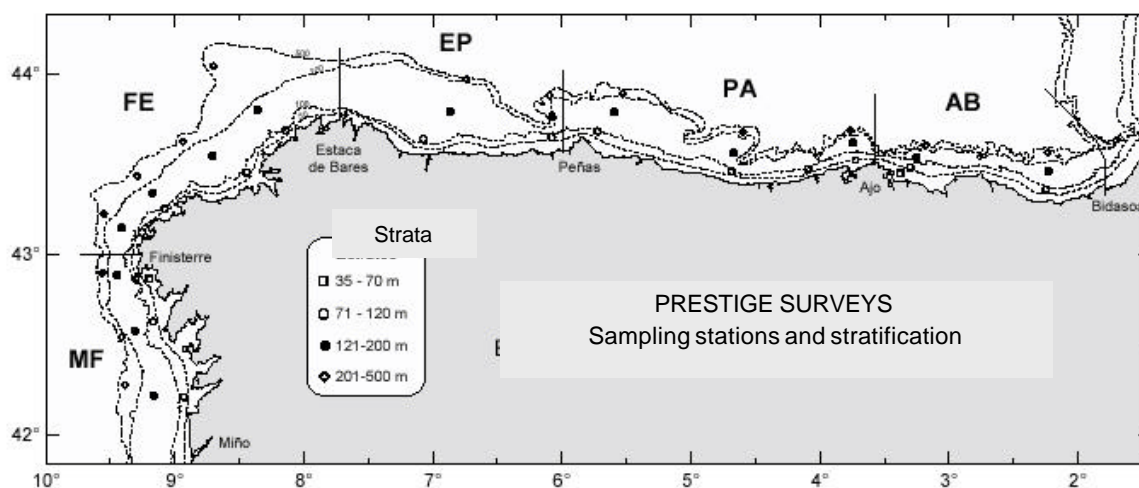 44°
43°
42°
10°
9°
8°
7°
6°
5°
4°
3°
2°
FE
EP
PA
AB
MF
500
100
Estaca
de Bares
Peñas
Ajo
Bidasoa
Finisterre
Miño
Strata
35 - 70 m
71 - 120 m
121-200 m
201-500 m
PRESTIGE SURVEYS
Sampling stations and stratification